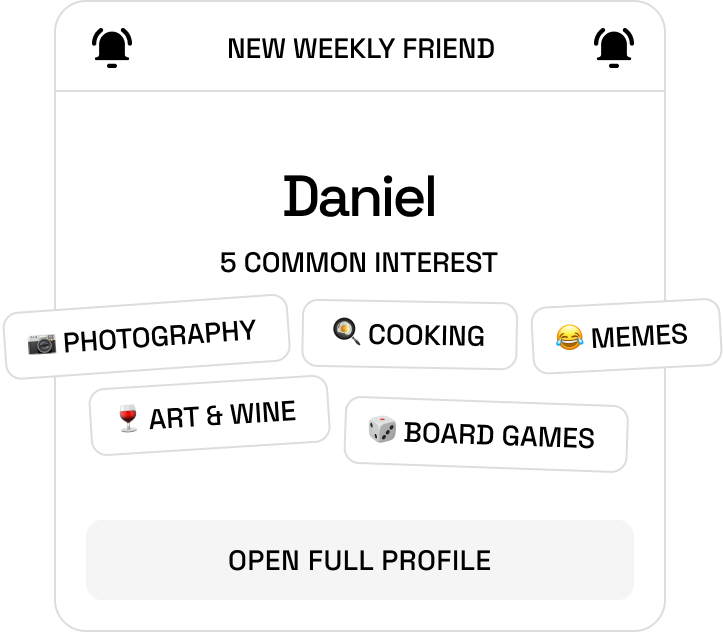 NEW WEEKLY FRIEND
Daniel
5 COMMON INTEREST
PHOTOGRAPHY
COOKING
MEMES
ART & WINE
BOARD GAMES
OPEN FULL PROFILE